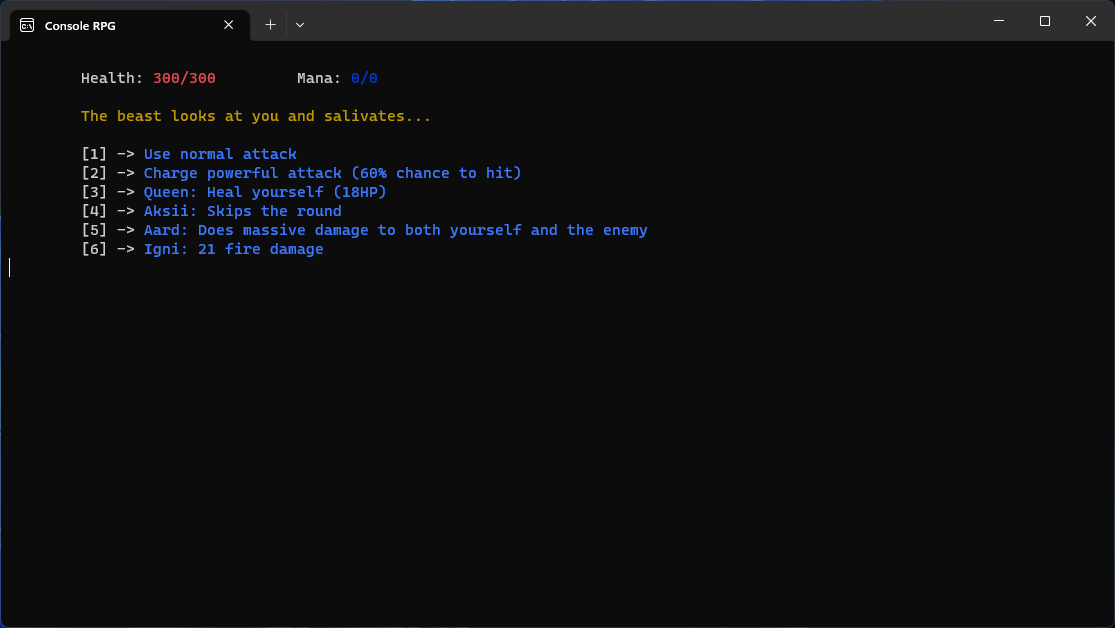 Console RPG
Health: 300/300 Mana: 0/0
The beast looks at you and salivates...
[1] -> Use normal attack
[2] -> Charge powerful attack (60% chance to hit)
[3] -> Queen: Heal yourself (18HP)
[4] -> Aksii: Skips the round
[5] -> Aard: Does massive damage to both yourself and the enemy
[6] -> Igni: 21 fire damage